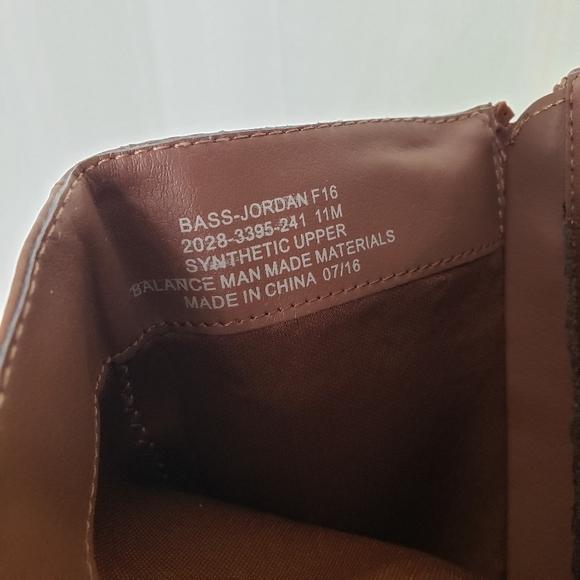 BASS-JORDAN F16
2028-3395-241 11M
SYNTHETIC UPPER
BALANCE MAN MADE MATERIALS
MADE IN CHINA 07/16